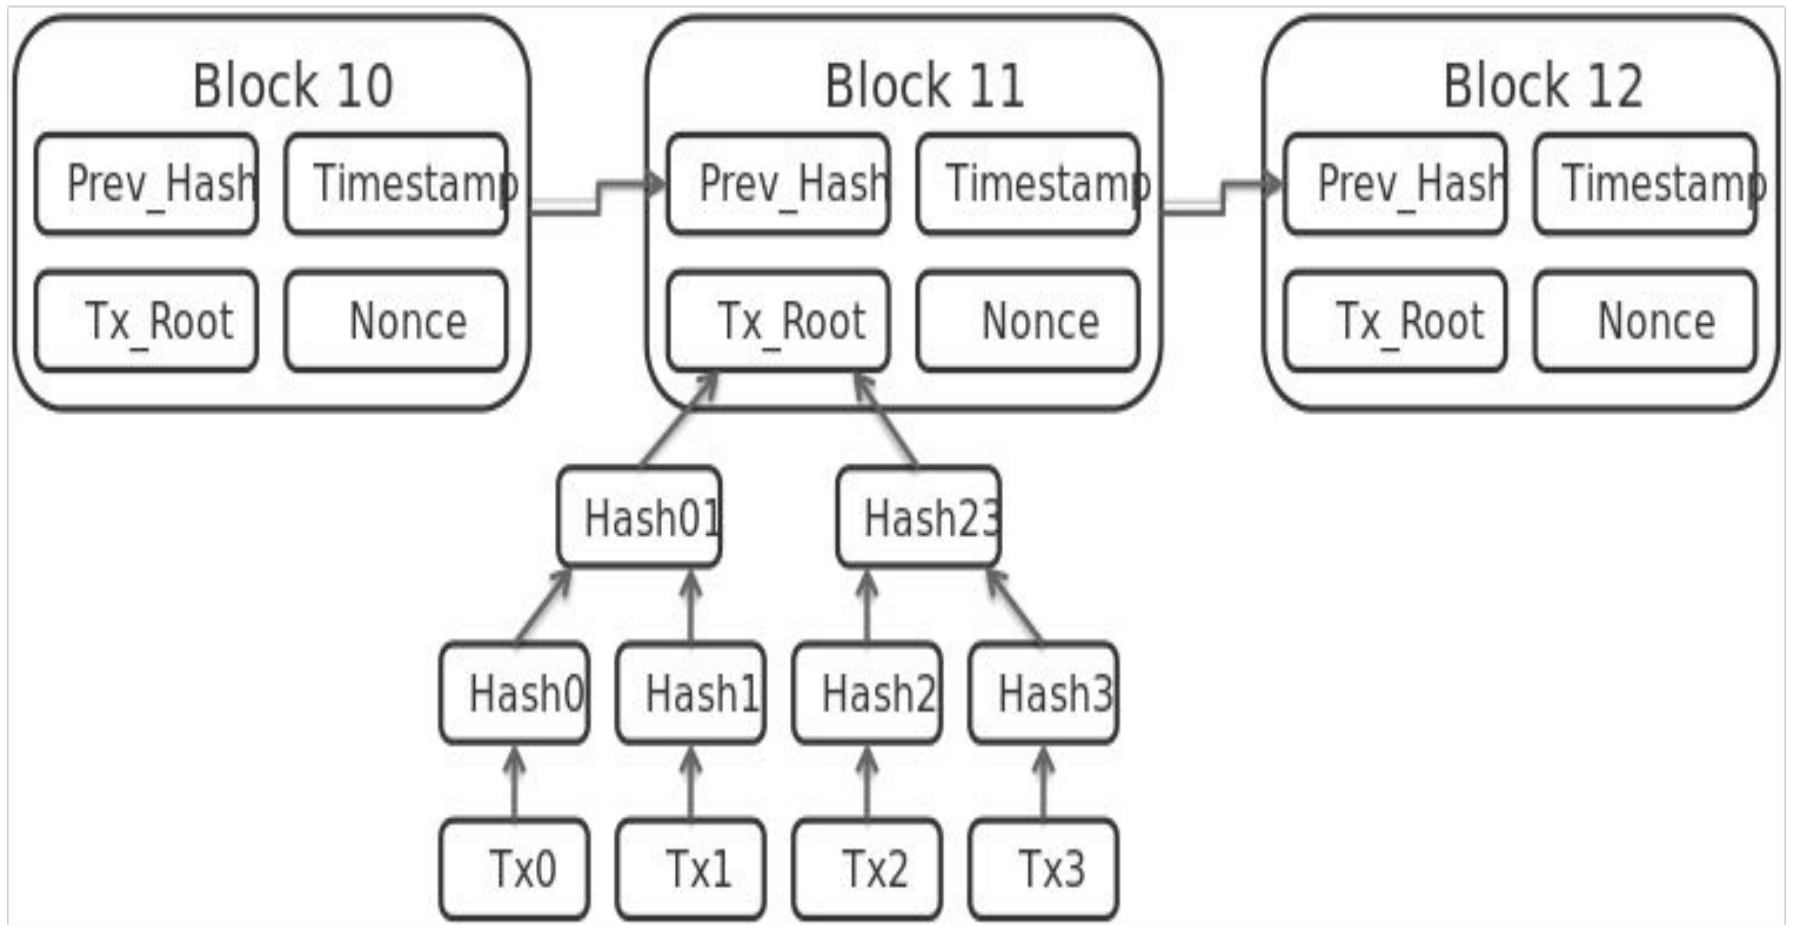 Block 10
Block 11
Block 12
Prev_Hash
Timestamp
Prev_Hash
Timestamp
Prev_Hash
Timestamp
Tx_Root
Nonce
Tx_Root
Nonce
Tx_Root
Nonce
Hash01
Hash23
Hash0
Hash1
Hash2
Hash3
Tx0
Tx1
Tx2
Tx3